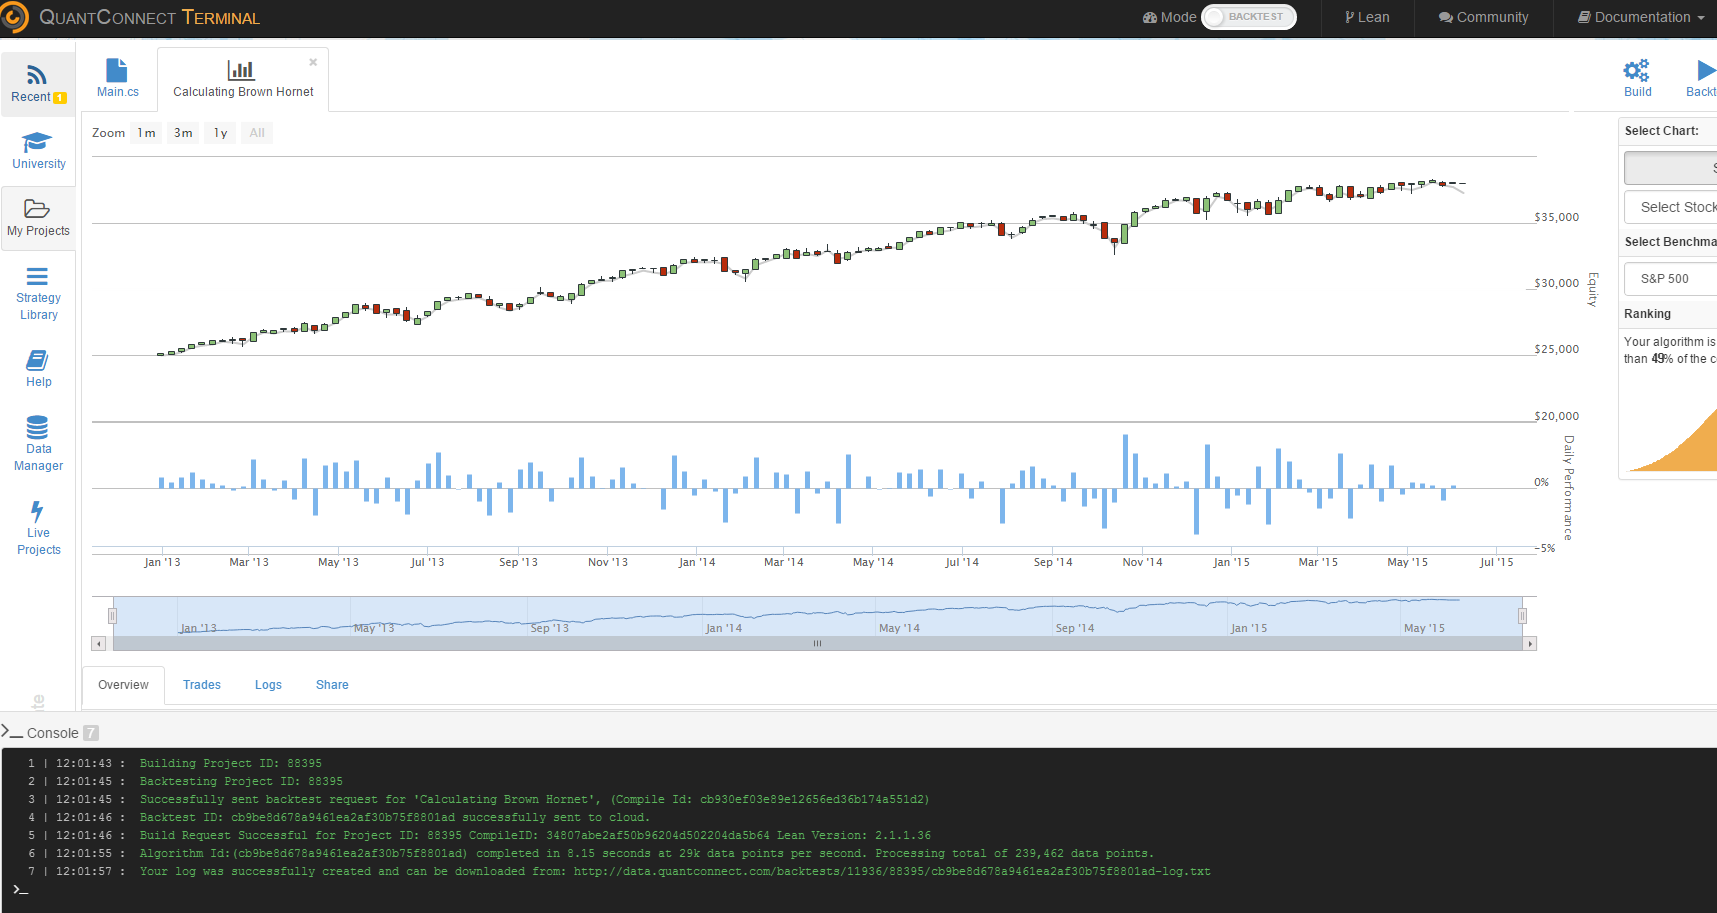 QuantConnect Terminal
Mode BACKTEST
Lean
Community
Documentation
Recent 1
University
My Projects
Strategy
Library
Help
Data
Manager
Live
Projects
Main.cs
Calculating Brown Hornet
Build
Backt
Zoom 1m 3m 1y All
$35,000
$30,000
$25,000
$20,000
Equity
0%
-5%
Daily Performance
Jan '13 Mar '13 May '13 Jul '13 Sep '13 Nov '13 Jan '14 Mar '14 May '14 Jul '14 Sep '14 Nov '14 Jan '15 Mar '15 May '15 Jul '15
Jan '13 May '13 Sep '13 Jan '14 May '14 Sep '14 Jan '15 May '15
Select Chart:
S
Select Stock
Select Benchma
S&P 500
Ranking
Your algorithm is
than 49% of the c
Overview Trades Logs Share
Console 7
1 | 12:01:43 : Building Project ID: 88395
2 | 12:01:45 : Backtesting Project ID: 88395
3 | 12:01:45 : Successfully sent backtest request for 'Calculating Brown Hornet', (Compile Id: cb930ef03e89e12656ed36b174a551d2)
4 | 12:01:46 : Backtest ID: cb9be8d678a9461ea2af30b75f8801ad successfully sent to cloud.
5 | 12:01:46 : Build Request Successful for Project ID: 88395 CompileID: 34807abe2af50b96204d502204da5b64 Lean Version: 2.1.1.36
6 | 12:01:55 : Algorithm Id:(cb9be8d678a9461ea2af30b75f8801ad) completed in 8.15 seconds at 29k data points per second. Processing total of 239,462 data points.
7 | 12:01:57 : Your log was successfully created and can be downloaded from: http://data.quantconnect.com/backtests/11936/88395/cb9be8d678a9461ea2af30b75f8801ad-log.txt
>_